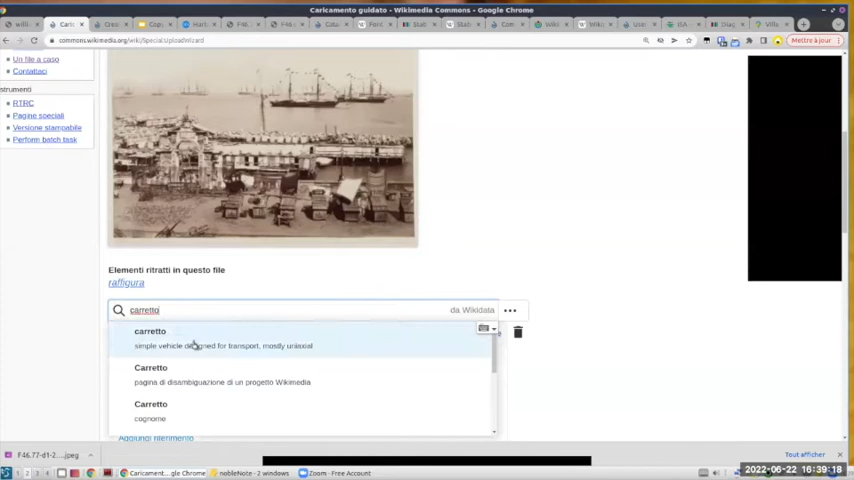 Caricamento guidato - Wikimedia Commons - Google Chrome
commons.wikimedia.org/wiki/Special:UploadWizard
Mettre à jour
Un file a caso
Contattaci
strumenti
RTRC
Pagine speciali
Versione stampabile
Perform batch task
Elementi ritratti in questo file
raffigura
carretto
da Wikidata
carretto
simple vehicle designed for transport, mostly uniaxial
Carretto
pagina di disambiguazione di un progetto Wikimedia
Carretto
cognome
Aggiungi riferimento
F46.77-d1-2....jpeg
Tout afficher
Caricamento ...gle Chrome
nobleNote - 2 windows
Zoom - Free Account
2022-06-22 16:39:18